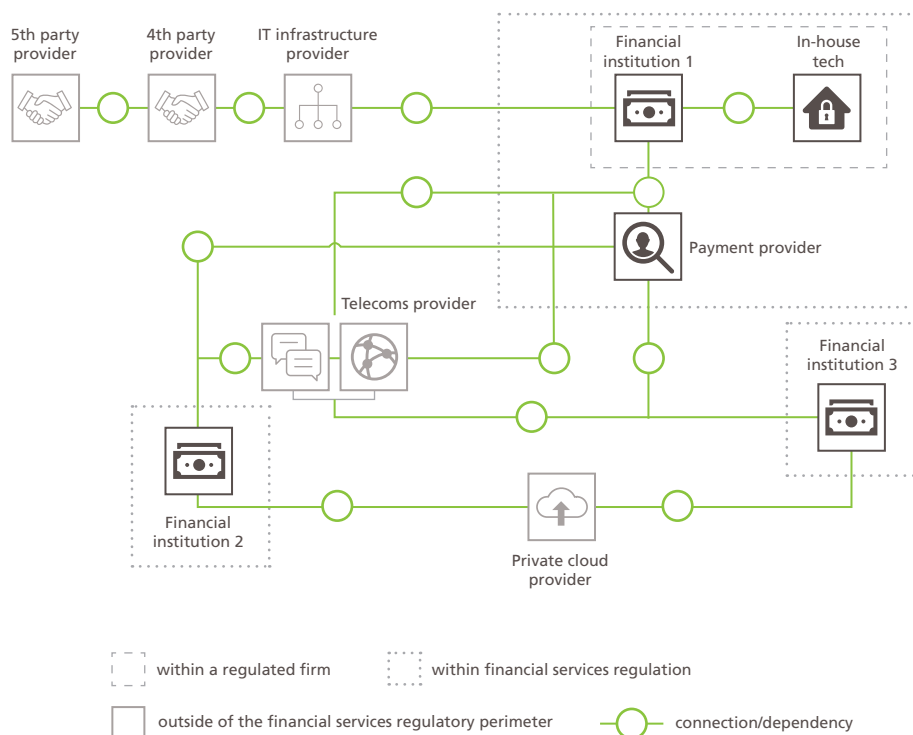 5th party
provider
4th party
provider
IT infrastructure
provider
Financial
institution 1
In-house
tech
Payment provider
Telecoms provider
Financial
institution 3
Financial
institution 2
Private cloud
provider
within a regulated firm
within financial services regulation
outside of the financial services regulatory perimeter
connection/dependency